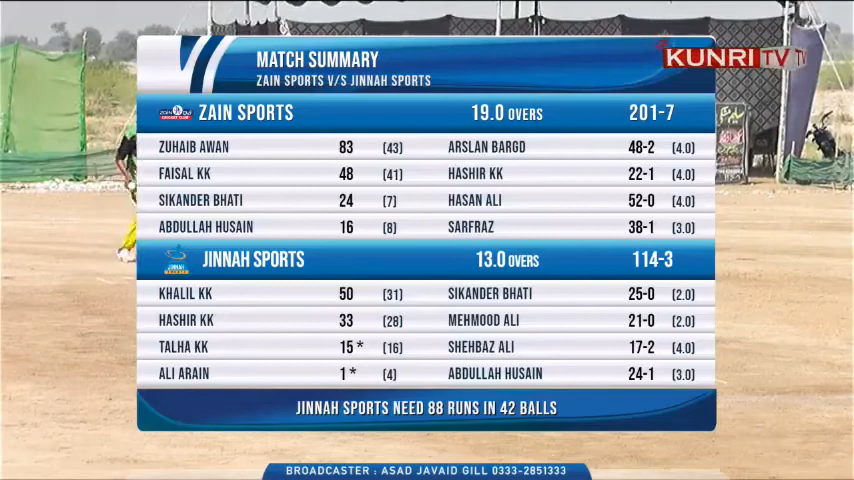 KUNRI TV TV
MATCH SUMMARY
ZAIN SPORTS V/S JINNAH SPORTS
ZAIN SPORTS 19.0 OVERS 201-7
ZUHAIB AWAN 83 (43) ARSLAN BARGD 48-2 (4.0)
FAISAL KK 48 (41) HASHIR KK 22-1 (4.0)
SIKANDER BHATI 24 (7) HASAN ALI 52-0 (4.0)
ABDULLAH HUSAIN 16 (8) SARFRAZ 38-1 (3.0)
JINNAH JINNAH SPORTS 13.0 OVERS 114-3
KHALIL KK 50 (31) SIKANDER BHATI 25-0 (2.0)
HASHIR KK 33 (28) MEHMOOD ALI 21-0 (2.0)
TALHA KK 15 * (16) SHEHBAZ ALI 17-2 (4.0)
ALI ARAIN 1 * (4) ABDULLAH HUSAIN 24-1 (3.0)
JINNAH SPORTS NEED 88 RUNS IN 42 BALLS
BROADCASTER : ASAD JAVAID GILL 0333-2851333